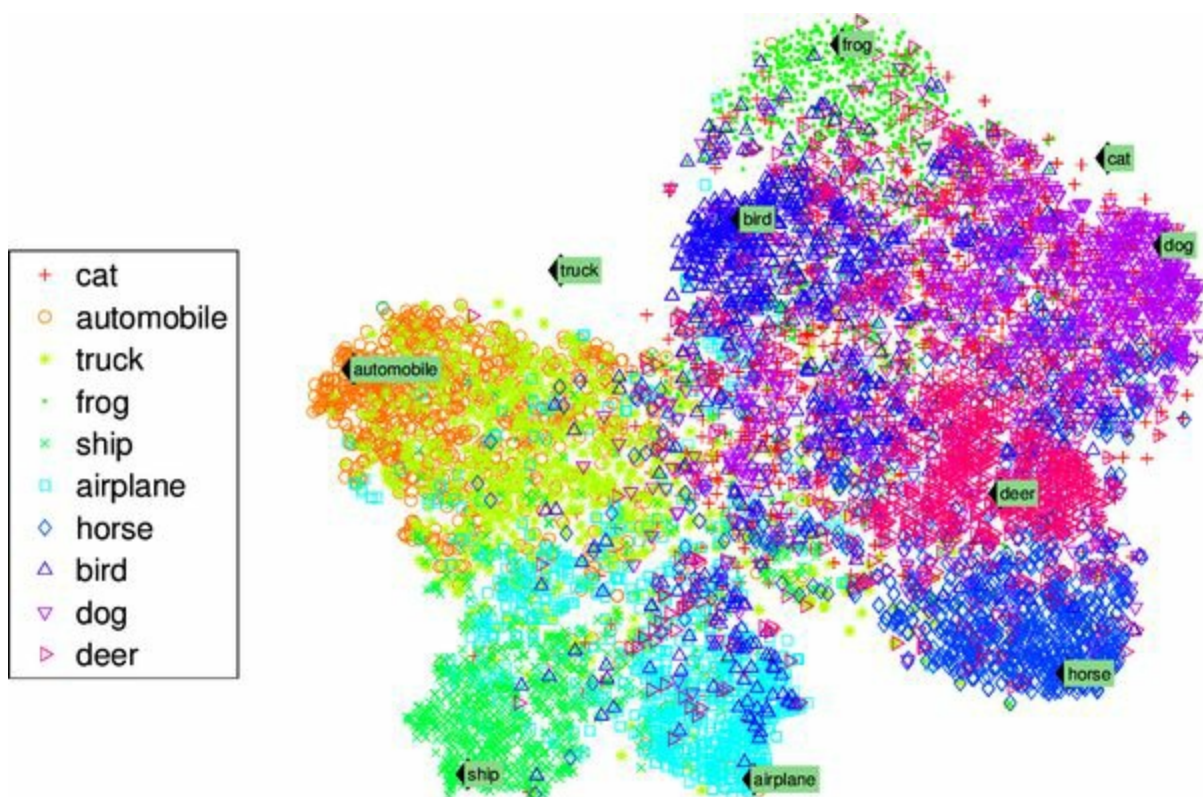 frog
cat
bird
dog
truck
automobile
deer
horse
ship
airplane
cat
automobile
truck
frog
ship
airplane
horse
bird
dog
deer